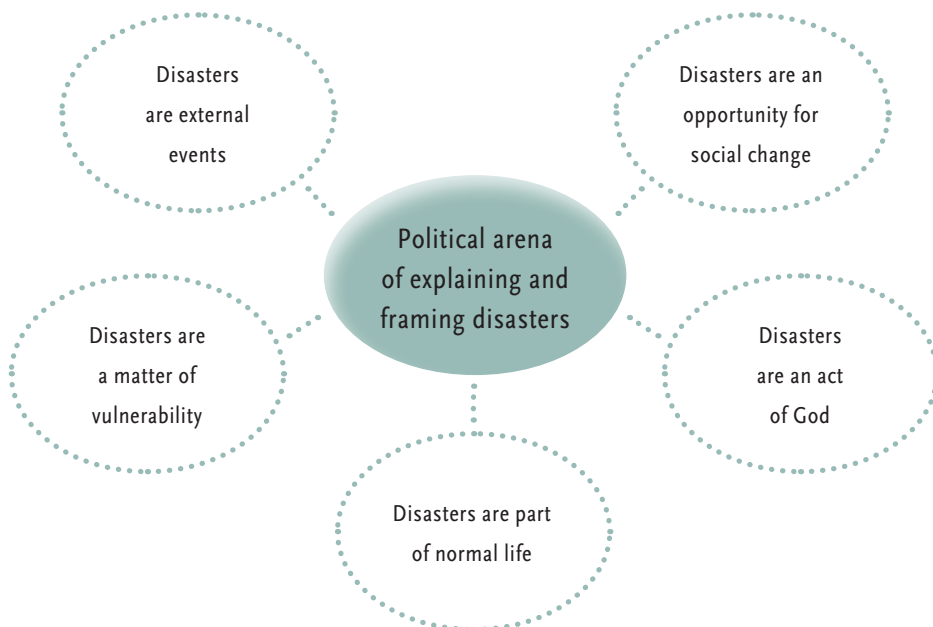 Disasters
are external
events
Disasters are an
opportunity for
social change
Political arena
of explaining and
framing disasters
Disasters are
a matter of
vulnerability
Disasters
are an act
of God
Disasters are part
of normal life